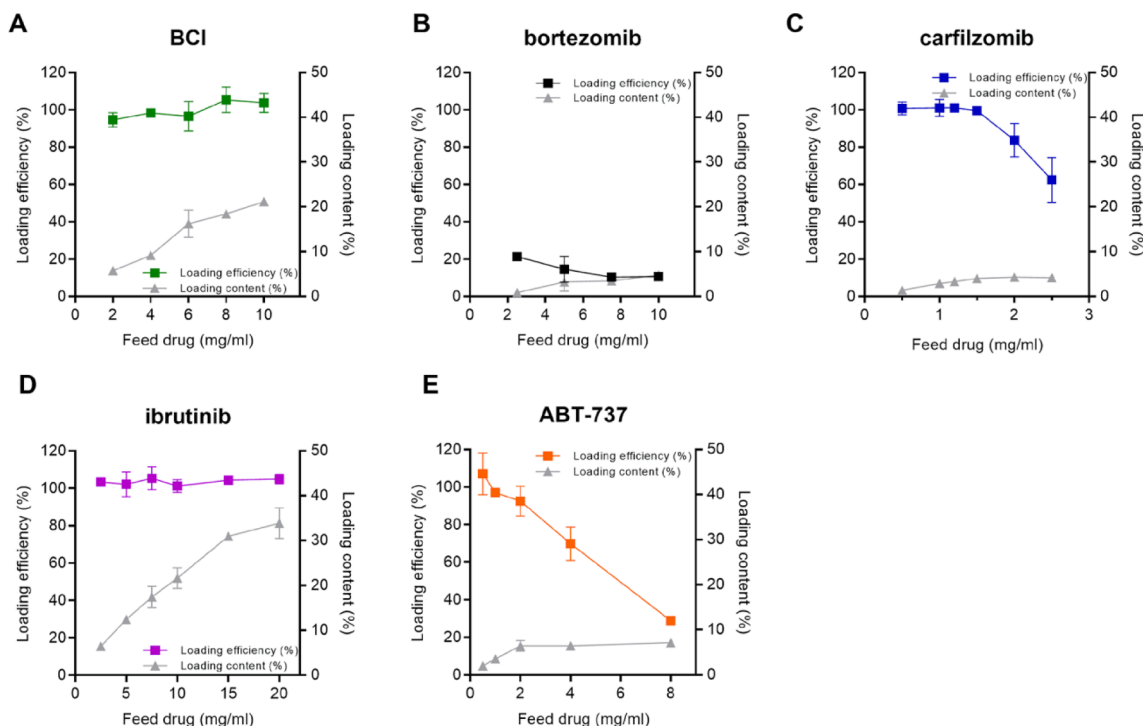 A
BCI
Loading efficiency (%)
120
100
80
60
40
20
0
Loading efficiency (%)
Loading content (%)
50
40
30
20
10
0
Loading content (%)
0 2 4 6 8 10
Feed drug (mg/ml)
B
bortezomib
Loading efficiency (%)
120
100
80
60
40
20
0
Loading efficiency (%)
Loading content (%)
50
40
30
20
10
0
Loading content (%)
0 2 4 6 8 10
Feed drug (mg/ml)
C
carfilzomib
Loading efficiency (%)
120
100
80
60
40
20
0
Loading efficiency (%)
Loading content (%)
50
40
30
20
10
0
Loading content (%)
0 1 2 3
Feed drug (mg/ml)
D
ibrutinib
Loading efficiency (%)
120
100
80
60
40
20
0
Loading efficiency (%)
Loading content (%)
50
40
30
20
10
0
Loading content (%)
0 5 10 15 20
Feed drug (mg/ml)
E
ABT-737
Loading efficiency (%)
120
100
80
60
40
20
0
Loading efficiency (%)
Loading content (%)
50
40
30
20
10
0
Loading content (%)
0 2 4 6 8
Feed drug (mg/ml)